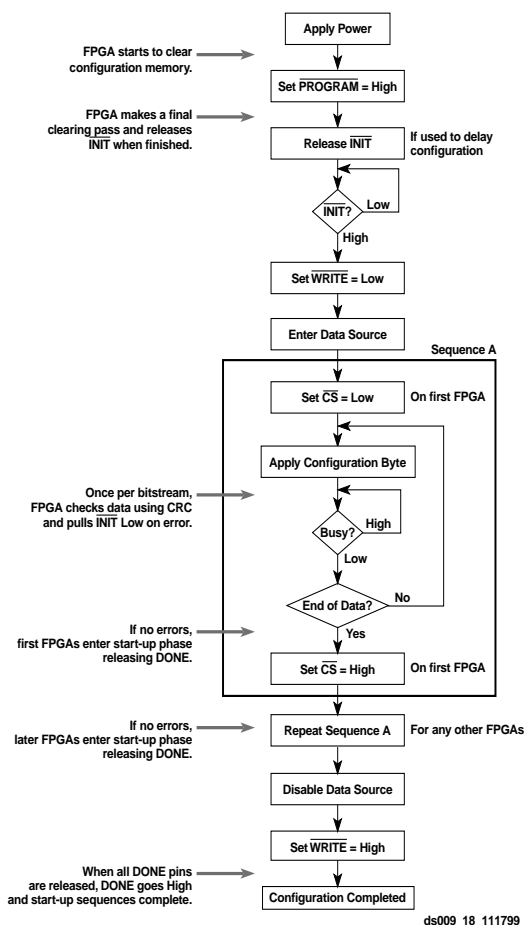 Apply Power
FPGA starts to clear
configuration memory.
Set PROGRAM = High
FPGA makes a final
clearing pass and releases
INIT when finished.
Release INIT
If used to delay
configuration
INIT?
Low
High
Set WRITE = Low
Enter Data Source
Sequence A
Set CS = Low
On first FPGA
Apply Configuration Byte
Once per bitstream,
FPGA checks data using CRC
and pulls INIT Low on error.
High
Busy?
Low
End of Data?
No
Yes
If no errors,
first FPGAs enter start-up phase
releasing DONE.
Set CS = High
On first FPGA
If no errors,
later FPGAs enter start-up phase
releasing DONE.
Repeat Sequence A
For any other FPGAs
Disable Data Source
Set WRITE = High
When all DONE pins
are released, DONE goes High
and start-up sequences complete.
Configuration Completed
ds009_18_111799